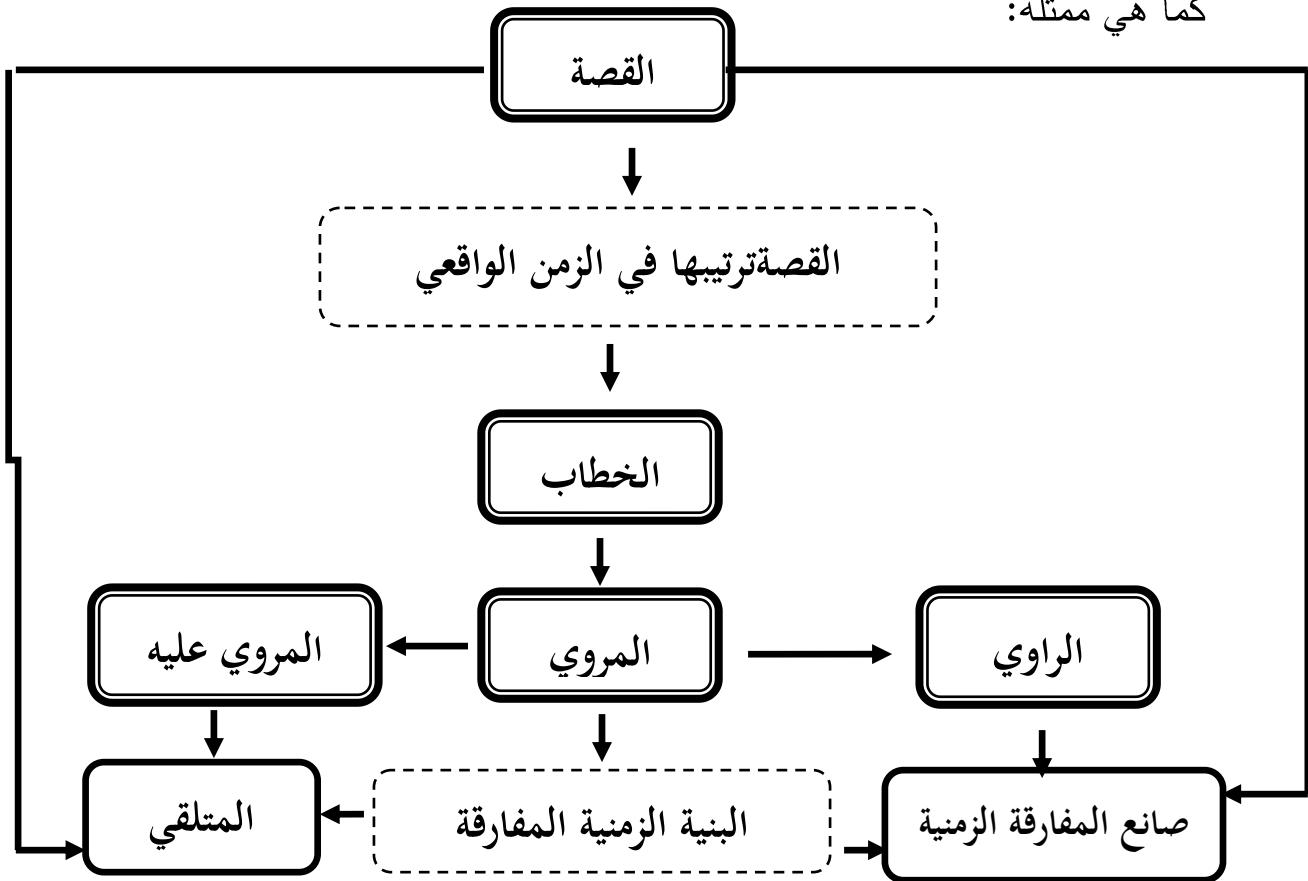 كما هي ممثلة:
القصة
القصةترتيبها في الزمن الواقعي
الخطاب
الراوي
المروي
المروي عليه
صانع المفارقة الزمنية
البنية الزمنية المفارقة
المتلقي